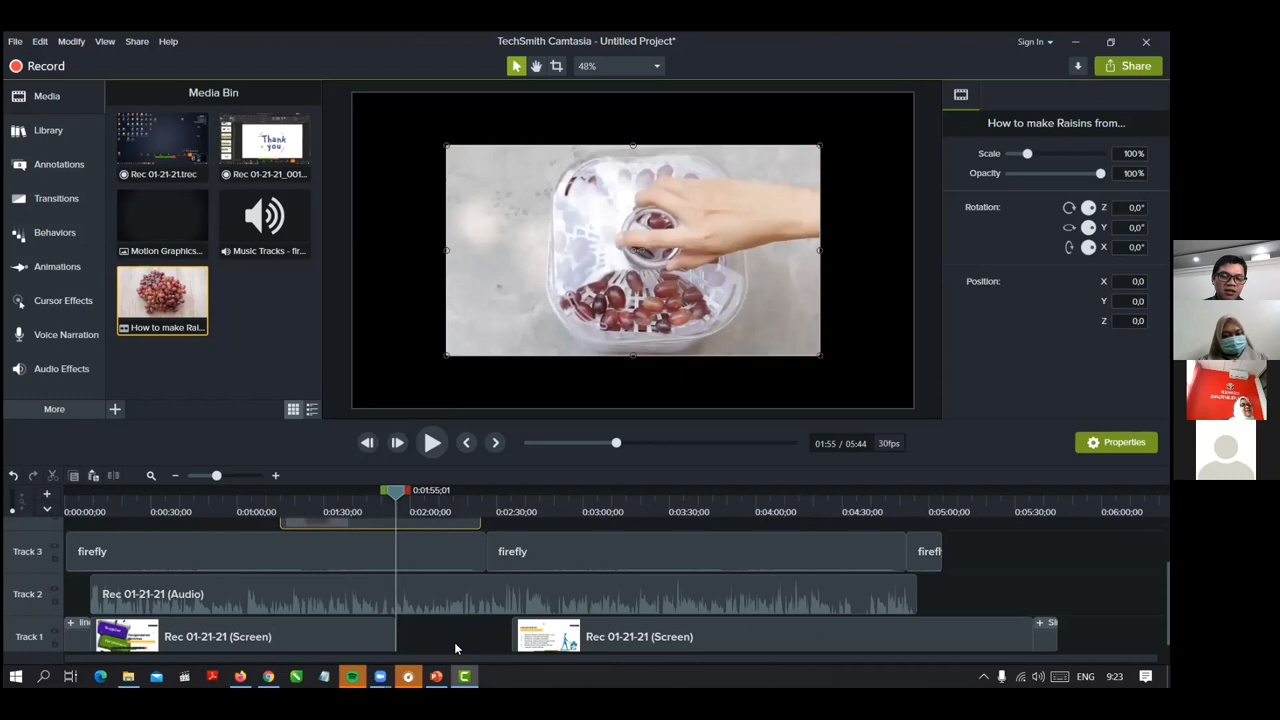 File Edit Modify View Share Help
TechSmith Camtasia - Untitled Project*
Sign In
Record
48%
Share
Media
Library
Annotations
Transitions
Behaviors
Animations
Cursor Effects
Voice Narration
Audio Effects
More
Media Bin
Thank you
Rec 01-21-21.trec
Rec 01-21-21_001...
Motion Graphics...
Music Tracks - fir...
How to make Rai...
How to make Raisins from...
Scale 100%
Opacity 100%
Rotation: Z 0,0°
Y 0,0°
X 0,0°
Position: X 0,0
Y 0,0
Z 0,0
01:55 / 05:44 30fps
Properties
0:01:55;01
0:00:00;00 0:00:30;00 0:01:00;00 0:01:30;00 0:02:00;00 0:02:30;00 0:03:00;00 0:03:30;00 0:04:00;00 0:04:30;00 0:05:00;00 0:05:30;00 0:06:00;00
Track 3 firefly firefly firefl
Track 2 Rec 01-21-21 (Audio)
Track 1 Rec 01-21-21 (Screen) Rec 01-21-21 (Screen)
ENG 9:23